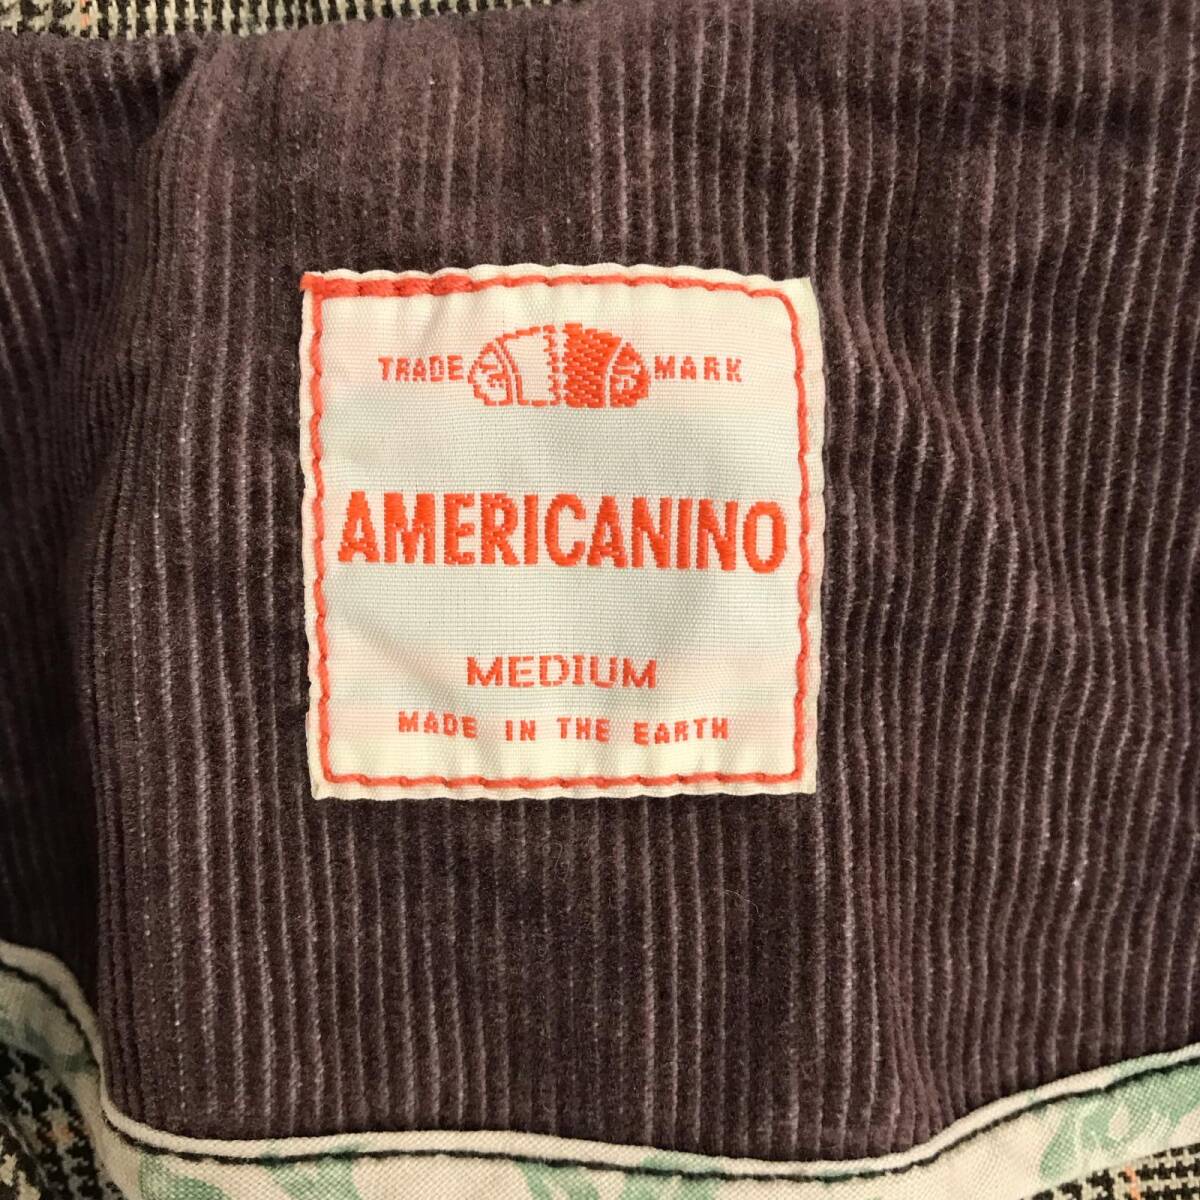 TRADE MARK
AMERICANINO
MEDIUM
MADE IN THE EARTH